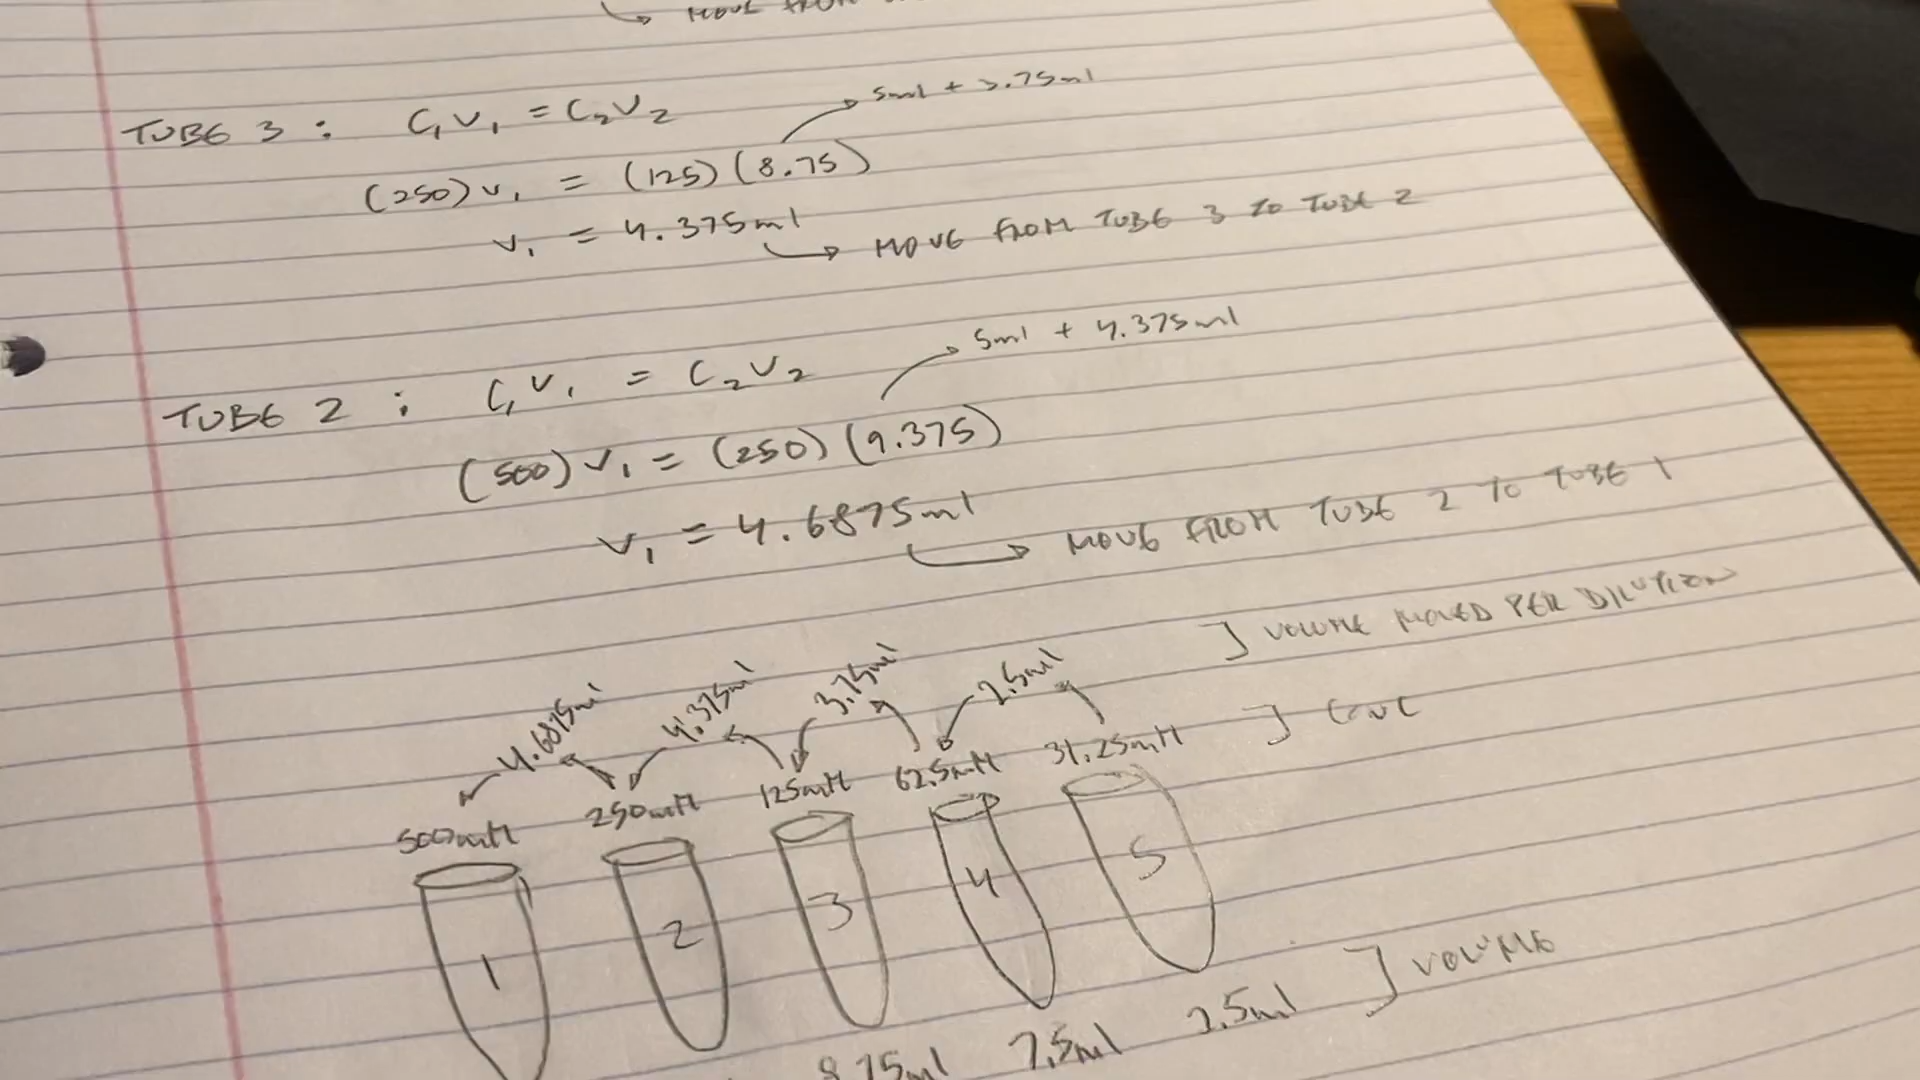 MOVE FROM
5ml + 3.75ml
TUBE 3 : C₁V₁ = C₂V₂
(250)V₁ = (125)(8.75)
V₁ = 4.375ml
MOVE FROM TUBE 3 TO TUBE 2
5ml + 4.375ml
TUBE 2 : C₁V₁ = C₂V₂
(500)V₁ = (250)(9.375)
V₁ = 4.6875ml
MOVE FROM TUBE 2 TO TUBE 1
4.6875ml 4.375ml 3.75ml 2.5ml ] VOLUME MOVED PER DILUTION
500mM 250mM 125mM 62.5mM 31.25mM ] CONC
1 2 3 4 5
8.75ml 7.5ml 2.5ml ] VOLUME